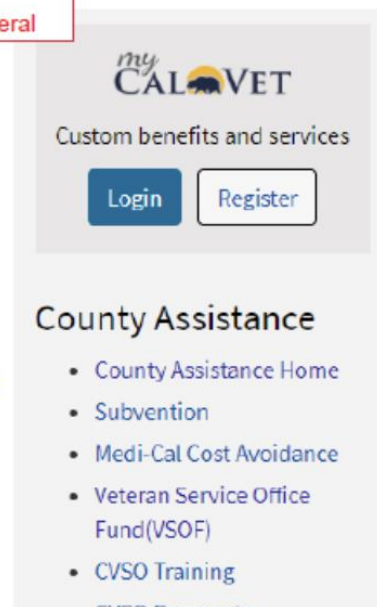 my
CALVET
Custom benefits and services
Login
Register
County Assistance
• County Assistance Home
• Subvention
• Medi-Cal Cost Avoidance
• Veteran Service Office
Fund(VSOF)
• CVSO Training